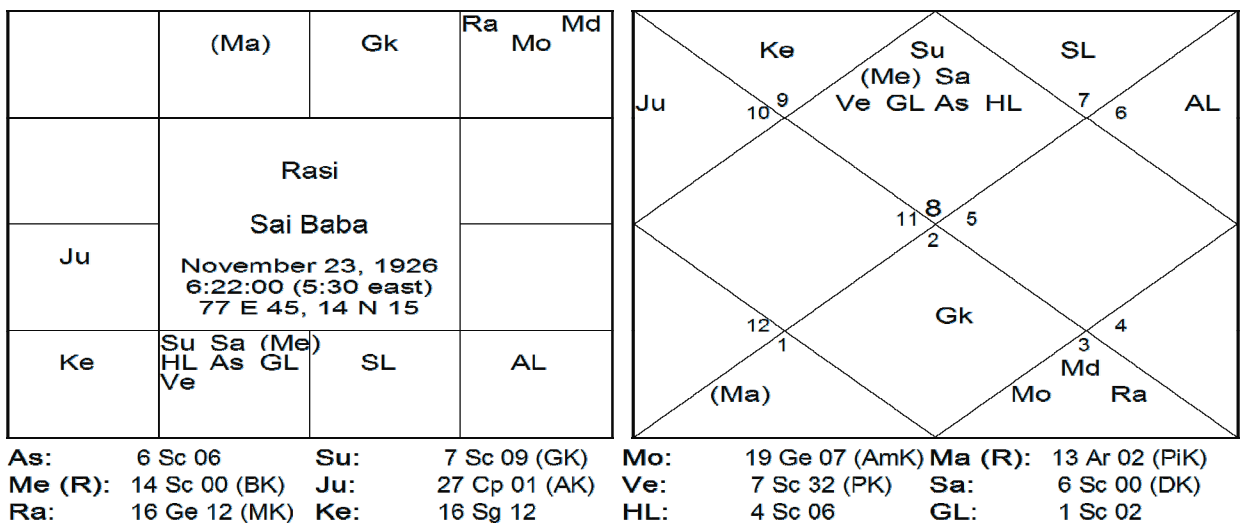 (Ma) Gk Ra Md
Mo
Rasi
Sai Baba
November 23, 1926
6:22:00 (5:30 east)
77 E 45, 14 N 15
Ju
Ke
Su Sa (Me)
HL As GL
Ve
SL
AL
Ke Su SL
(Me) Sa
Ju Ve GL As HL AL
10 9 7 6
11 8 5
2
Gk
12 4
1 3
Md
(Ma) Mo Ra
As: 6 Sc 06 Su: 7 Sc 09 (GK) Mo: 19 Ge 07 (AmK) Ma (R): 13 Ar 02 (PiK)
Me (R): 14 Sc 00 (BK) Ju: 27 Cp 01 (AK) Ve: 7 Sc 32 (PK) Sa: 6 Sc 00 (DK)
Ra: 16 Ge 12 (MK) Ke: 16 Sg 12 HL: 4 Sc 06 GL: 1 Sc 02